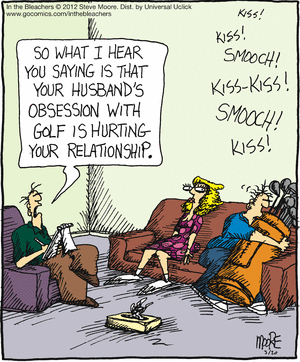 In the Bleachers © 2012 Steve Moore. Dist. by Universal Uclick
www.gocomics.com/inthebleachers
KISS!
KISS!
SMOOCH!
KISS-KISS!
SMOOCH!
KISS!
SO WHAT I HEAR
YOU SAYING IS THAT
YOUR HUSBAND'S
OBSESSION WITH
GOLF IS HURTING
YOUR RELATIONSHIP.
MOORE
3/20